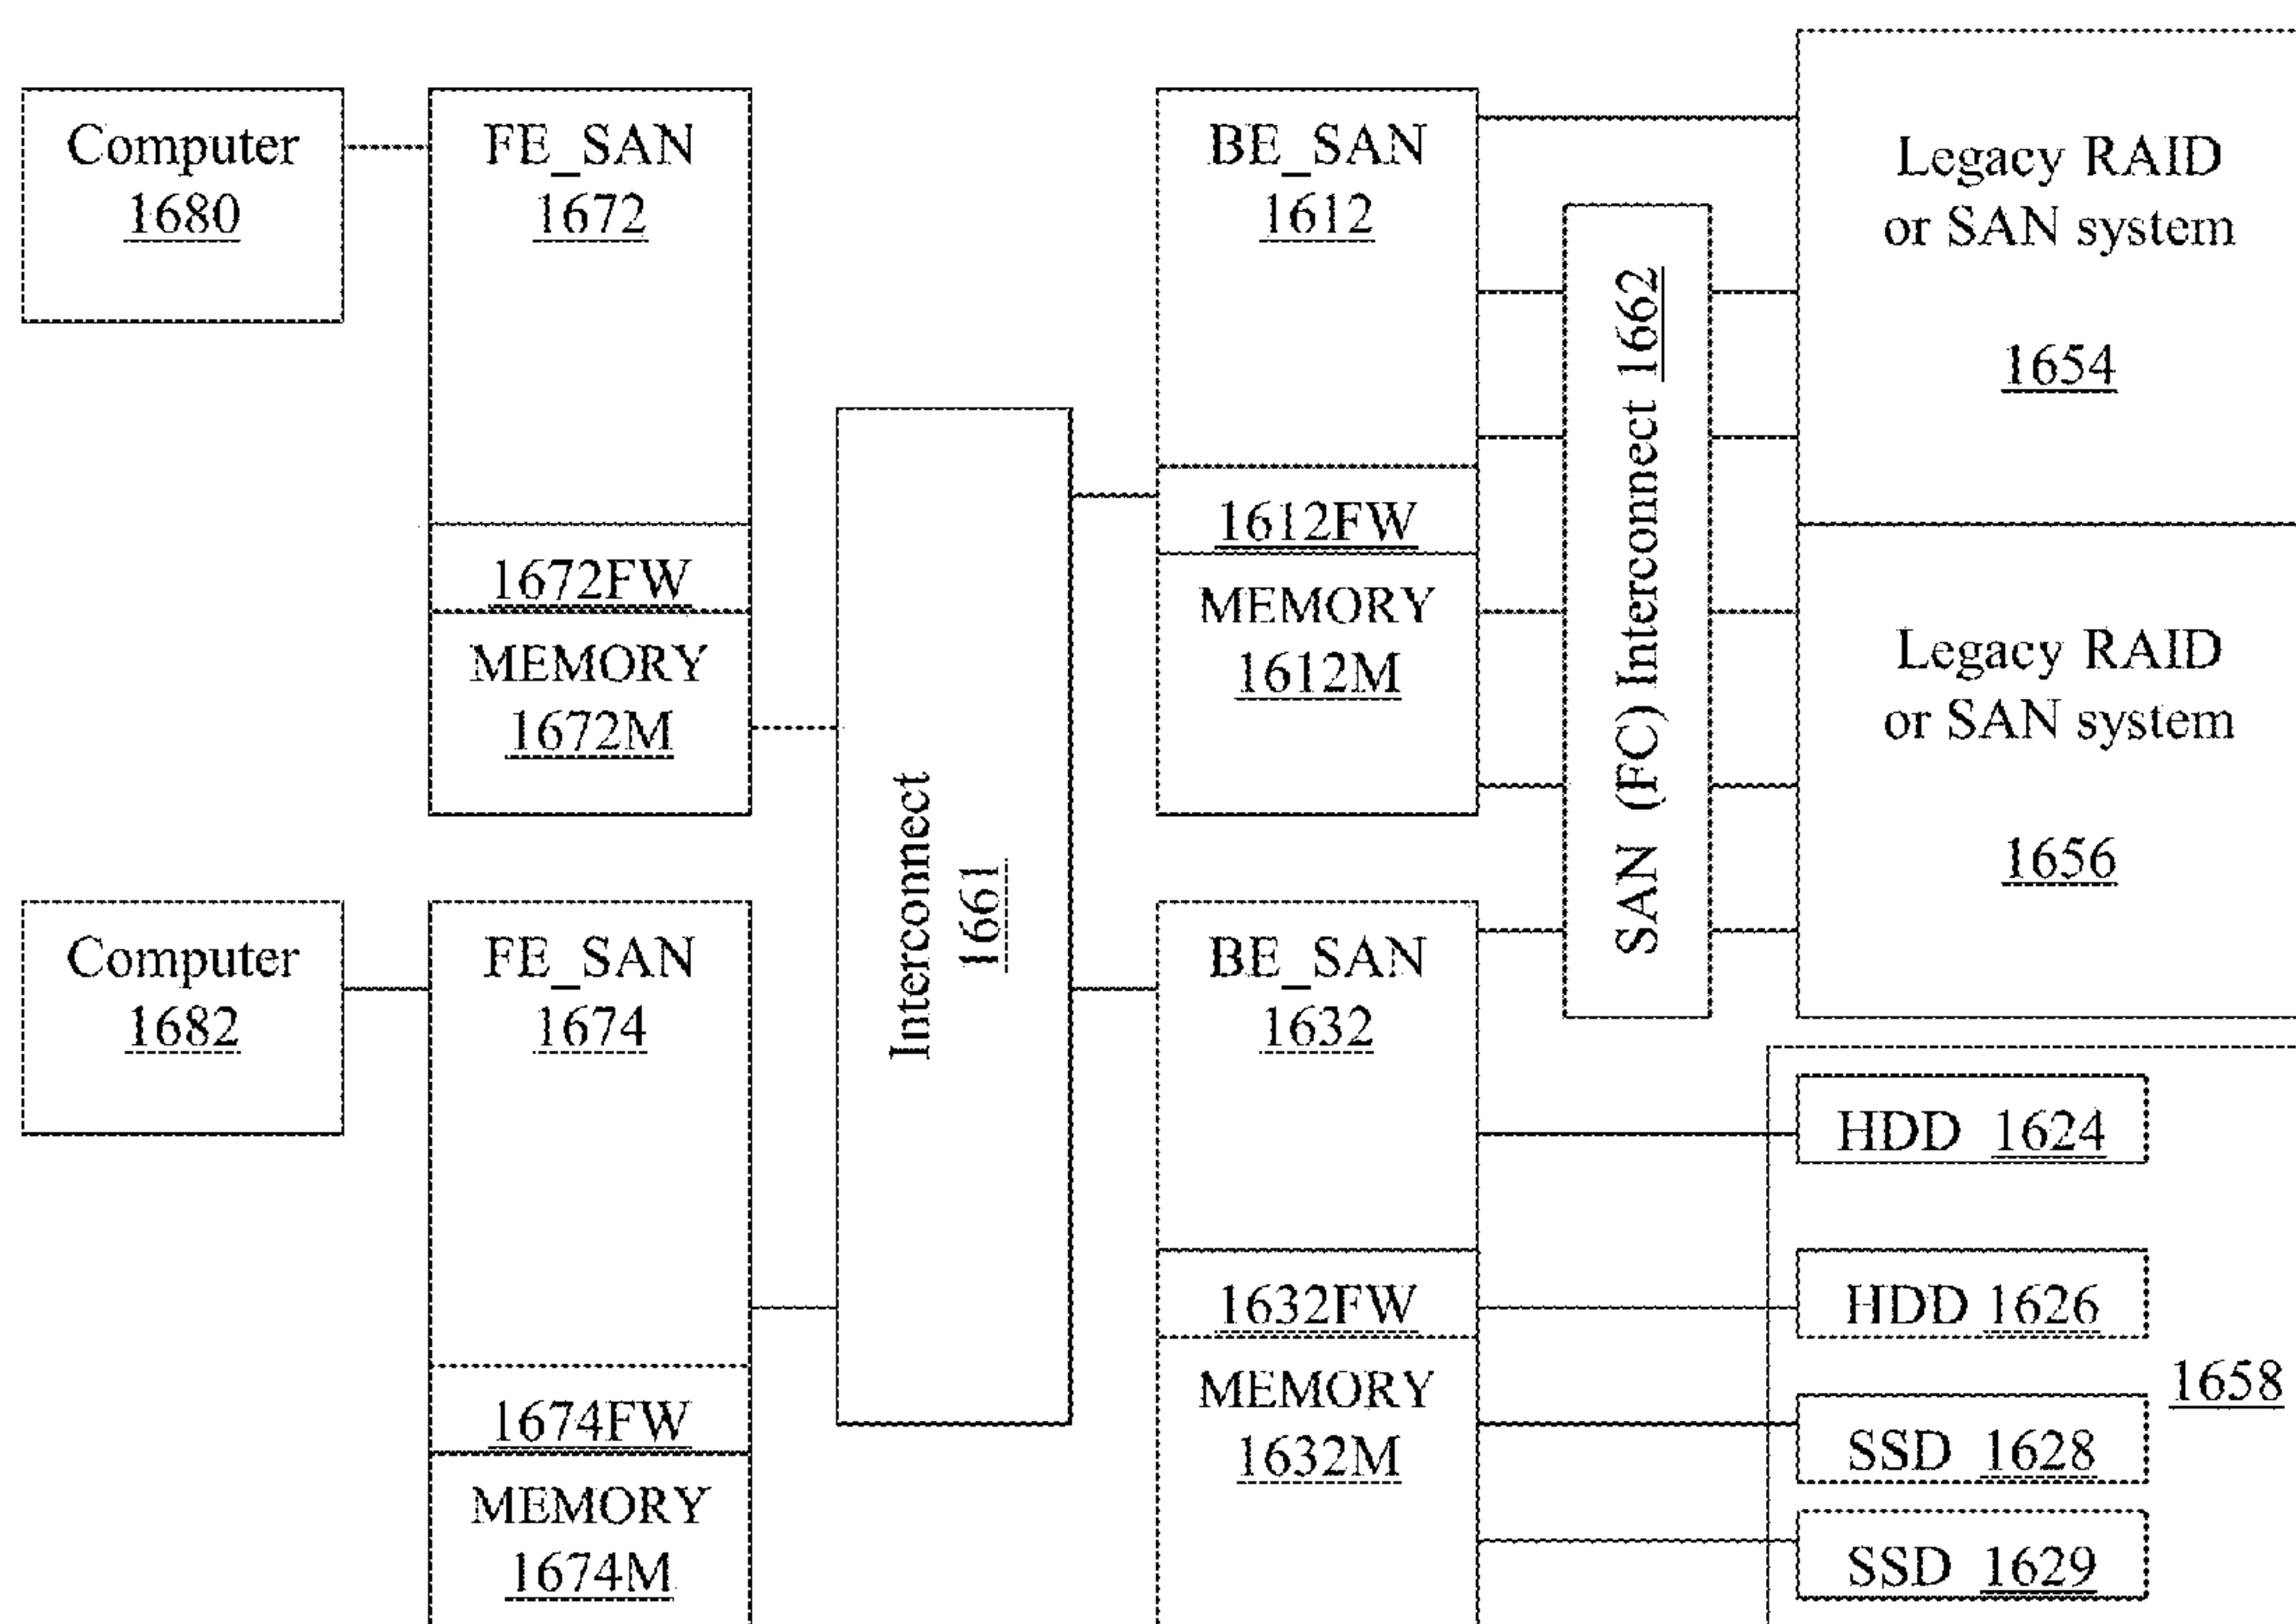 Computer
1680
FE_SAN
1672
1672FW
MEMORY
1672M
Computer
1682
FE_SAN
1674
1674FW
MEMORY
1674M
Interconnect
1661
BE_SAN
1612
1612FW
MEMORY
1612M
BE_SAN
1632
1632FW
MEMORY
1632M
SAN (FC) Interconnect 1662
Legacy RAID
or SAN system
1654
Legacy RAID
or SAN system
1656
HDD 1624
HDD 1626
1658
SSD 1628
SSD 1629